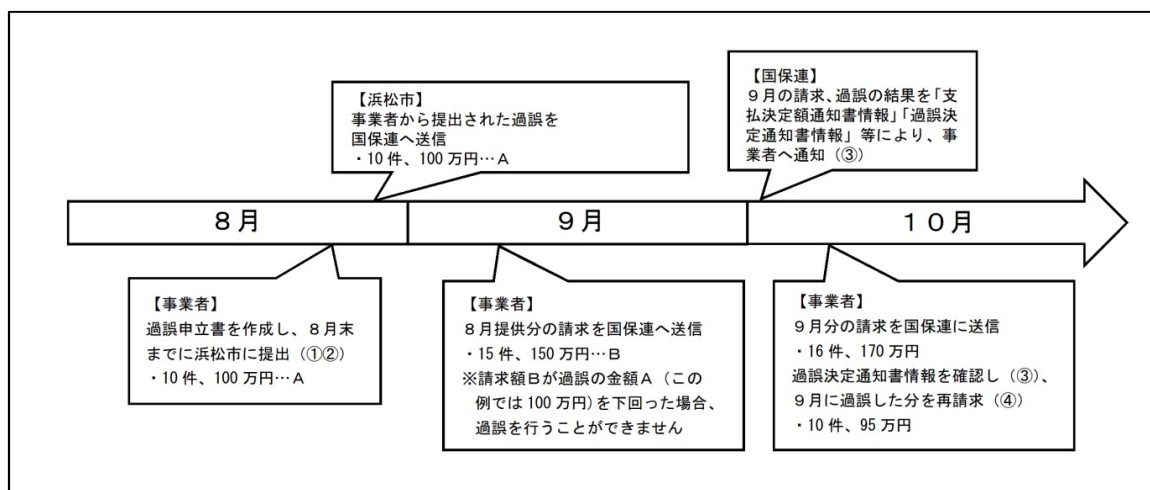 【浜松市】
事業者から提出された過誤を
国保連へ送信
・10件、100万円…A
【国保連】
９月の請求、過誤の結果を「支
払決定額通知書情報」「過誤決
定通知書情報」等により、事
業者へ通知（③）
８月
９月
１０月
【事業者】
過誤申立書を作成し、８月末
までに浜松市に提出（①②）
・10件、100万円…A
【事業者】
８月提供分の請求を国保連へ送信
・15件、150万円…B
※請求額Bが過誤の金額A（この
例では100万円）を下回った場合、
過誤を行うことができません
【事業者】
９月分の請求を国保連に送信
・16件、170万円
過誤決定通知書情報を確認し（③）、
９月に過誤した分を再請求（④）
・10件、95万円